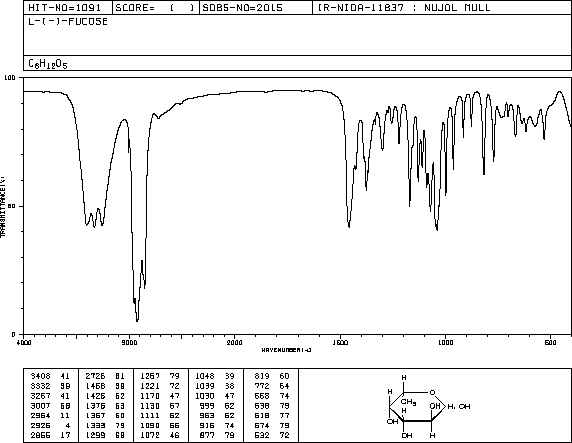 HIT-NO=1091 SCORE= ( ) SDBS-NO=2015 IR-NIDA-11837 : NUJOL MULL
L-(-)-FUCOSE
C6H12O5
100
TRANSMITTANCE(%)
50
0
4000 3000 2000 1500 1000 500
WAVENUMBER(-1)
3408 41 2726 81 1267 79 1048 39 819 60
3332 38 1458 38 1221 72 1039 38 772 64
3267 41 1426 62 1170 47 1030 47 668 74
3007 68 1376 63 1130 67 999 62 638 79
2954 11 1367 60 1111 62 963 62 618 77
2926 4 1333 79 1090 66 916 74 574 79
2855 17 1299 68 1072 46 877 79 532 72
H
H O
CH3 OH H, OH
OH H
OH H